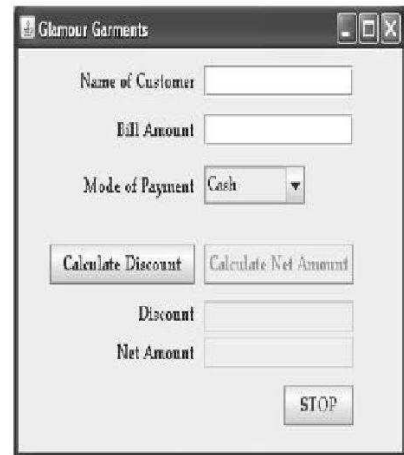 Glamour Garments
Name of Customer
Bill Amount
Mode of Payment Cash
Calculate Discount Calculate Net Amount
Discount
Net Amount
STOP